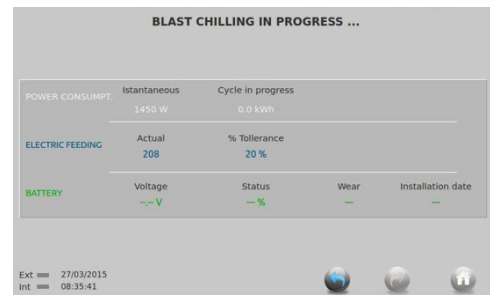 BLAST CHILLING IN PROGRESS ...
Istantaneous Cycle in progress
POWER CONSUMPT.
1450 W 0.0 kWh
Actual % Tollerance
ELECTRIC FEEDING
208 20 %
Voltage Status Wear Installation date
BATTERY
--,-- V --- % --- ---
Ext 27/03/2015
Int 08:35:41